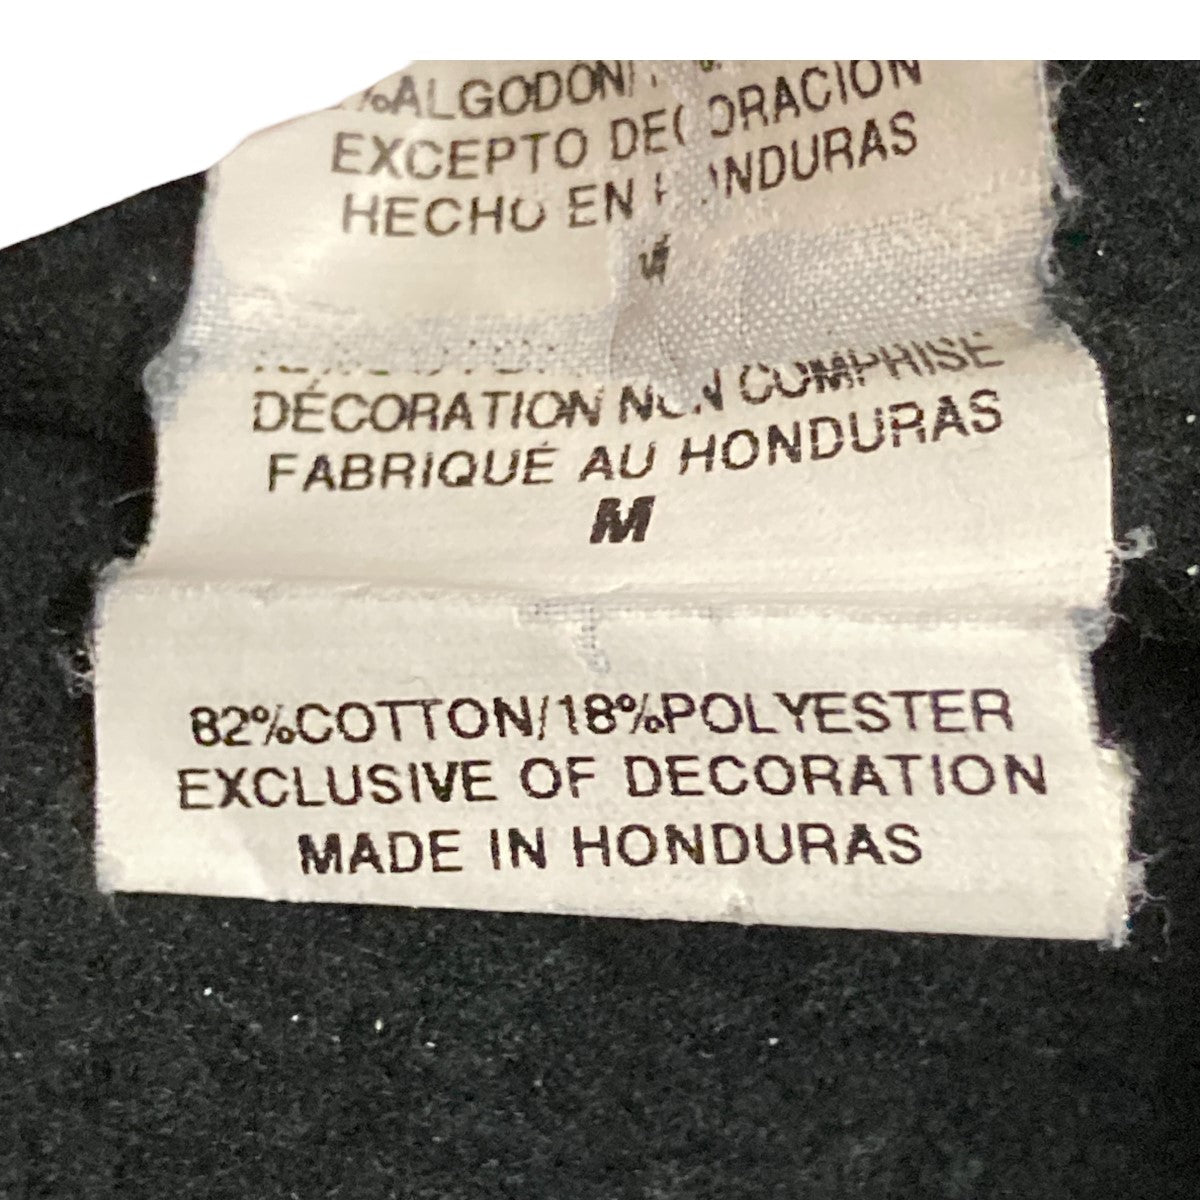 %ALGODON/
EXCEPTO DECORACION
HECHO EN HONDURAS
DÉCORATION NON COMPRISE
FABRIQUÉ AU HONDURAS
M
82%COTTON/18%POLYESTER
EXCLUSIVE OF DECORATION
MADE IN HONDURAS